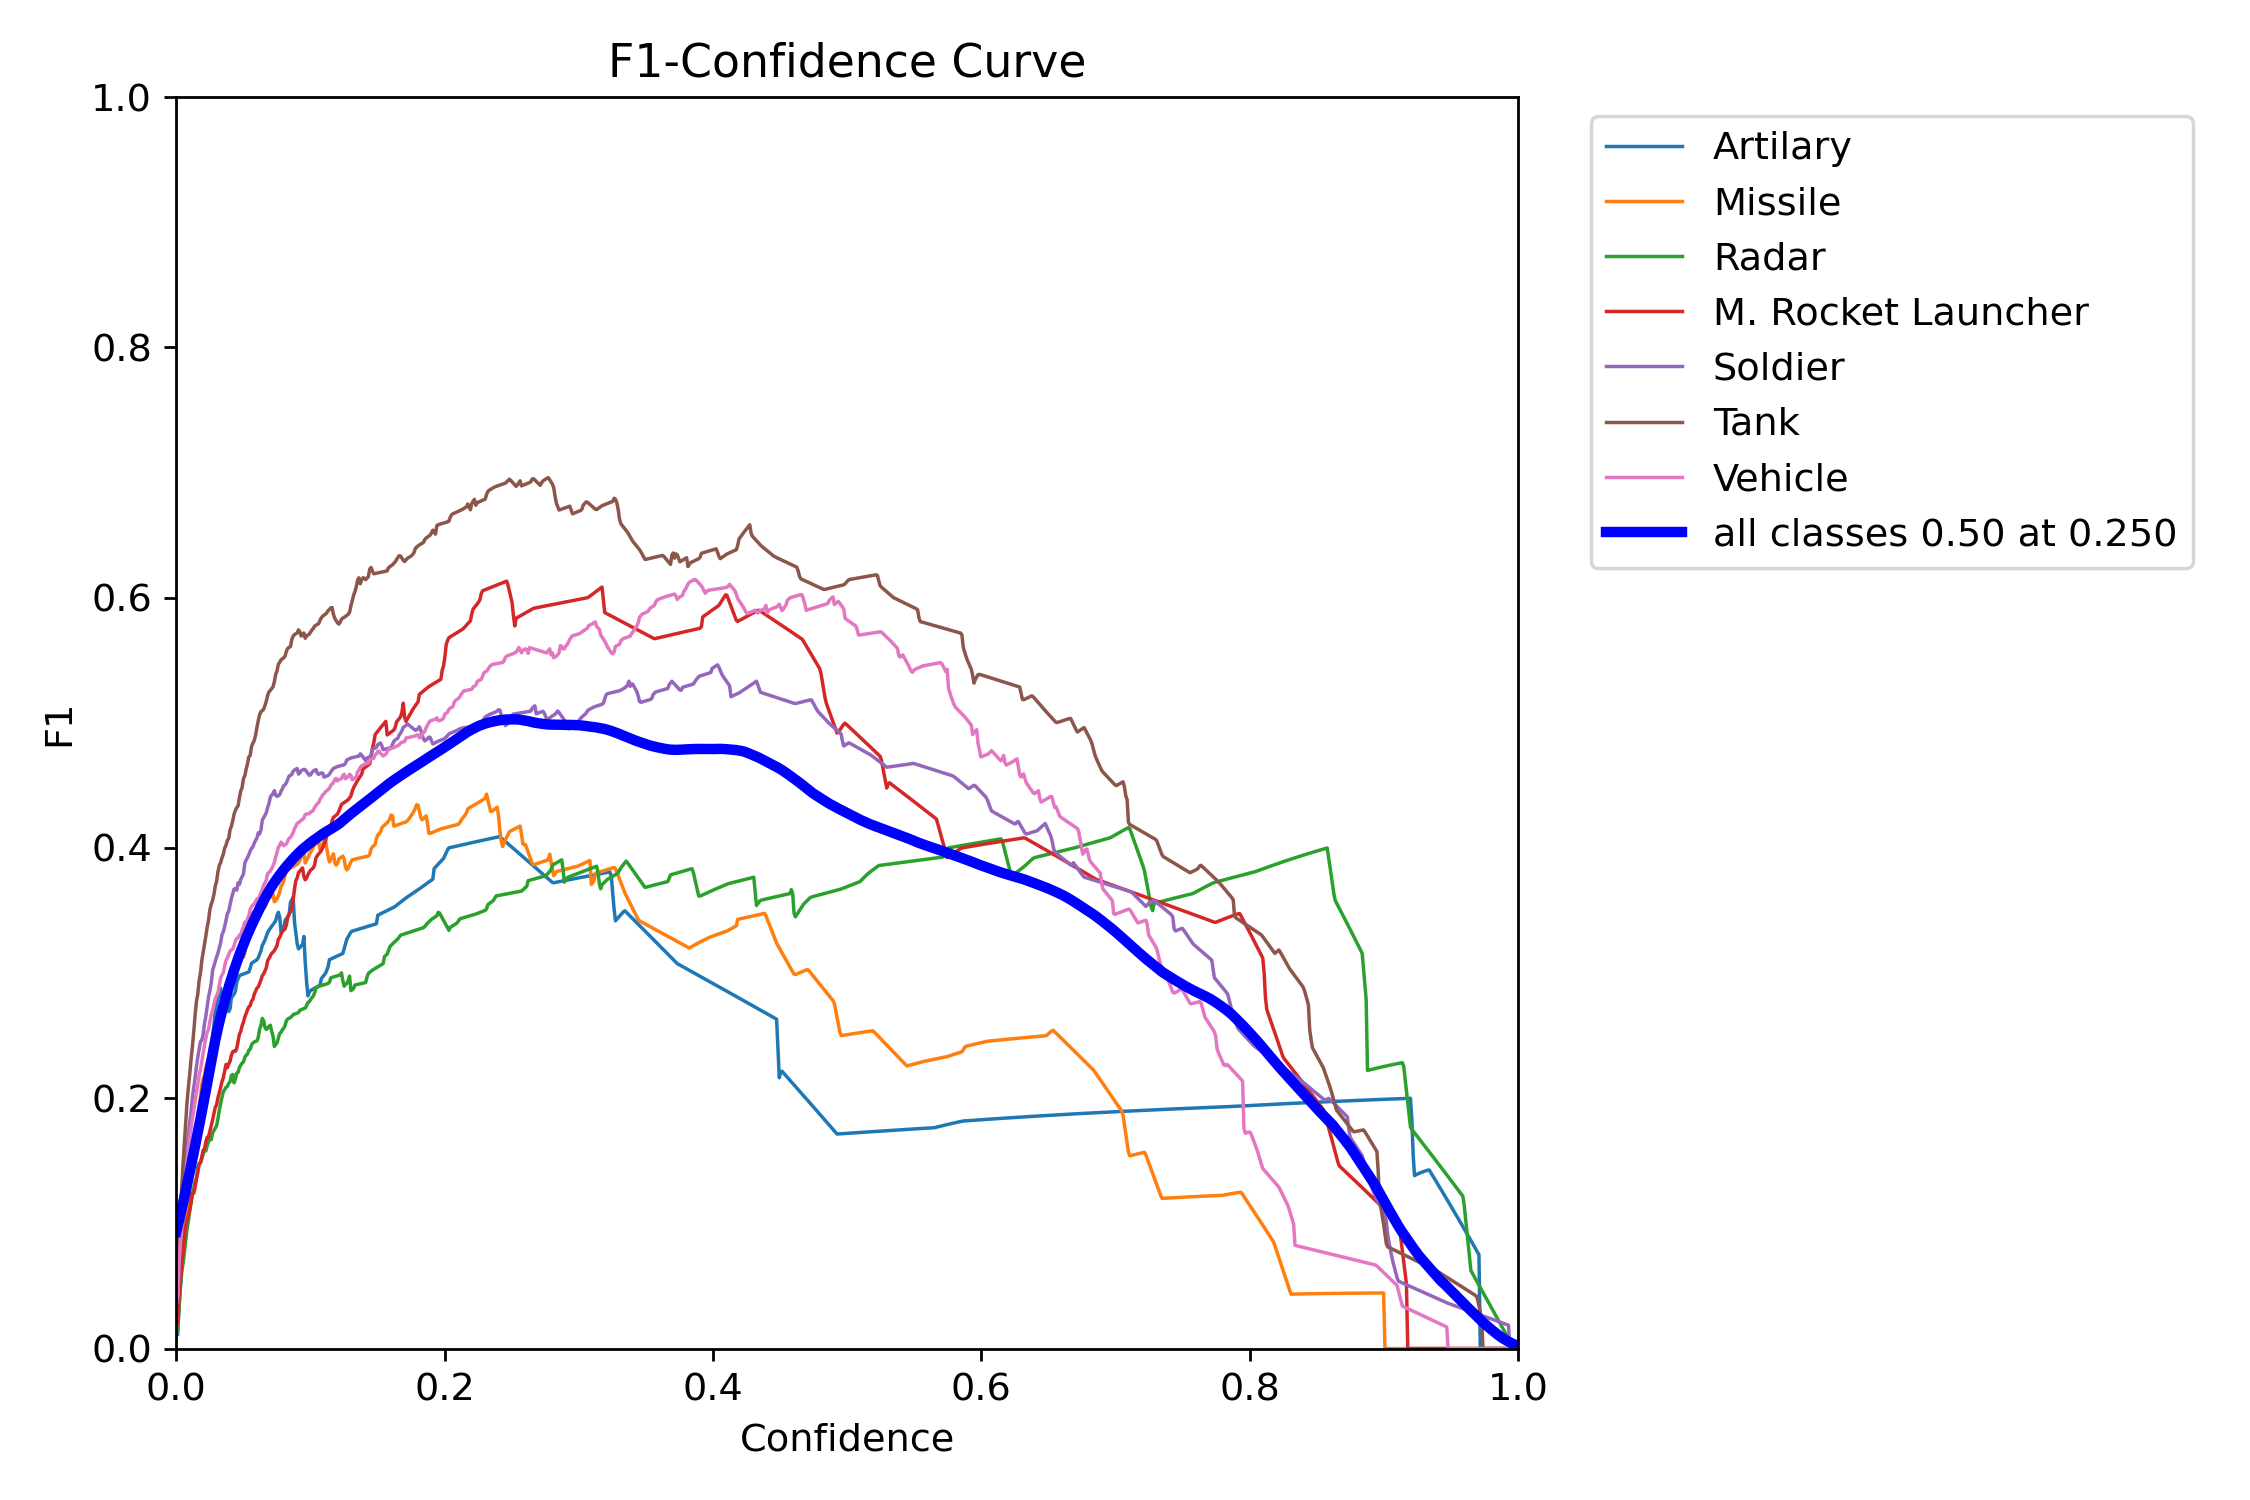 F1-Confidence Curve
1.0
0.8
0.6
0.4
0.2
0.0
F1
0.0 0.2 0.4 0.6 0.8 1.0
Confidence
Artilary
Missile
Radar
M. Rocket Launcher
Soldier
Tank
Vehicle
all classes 0.50 at 0.250